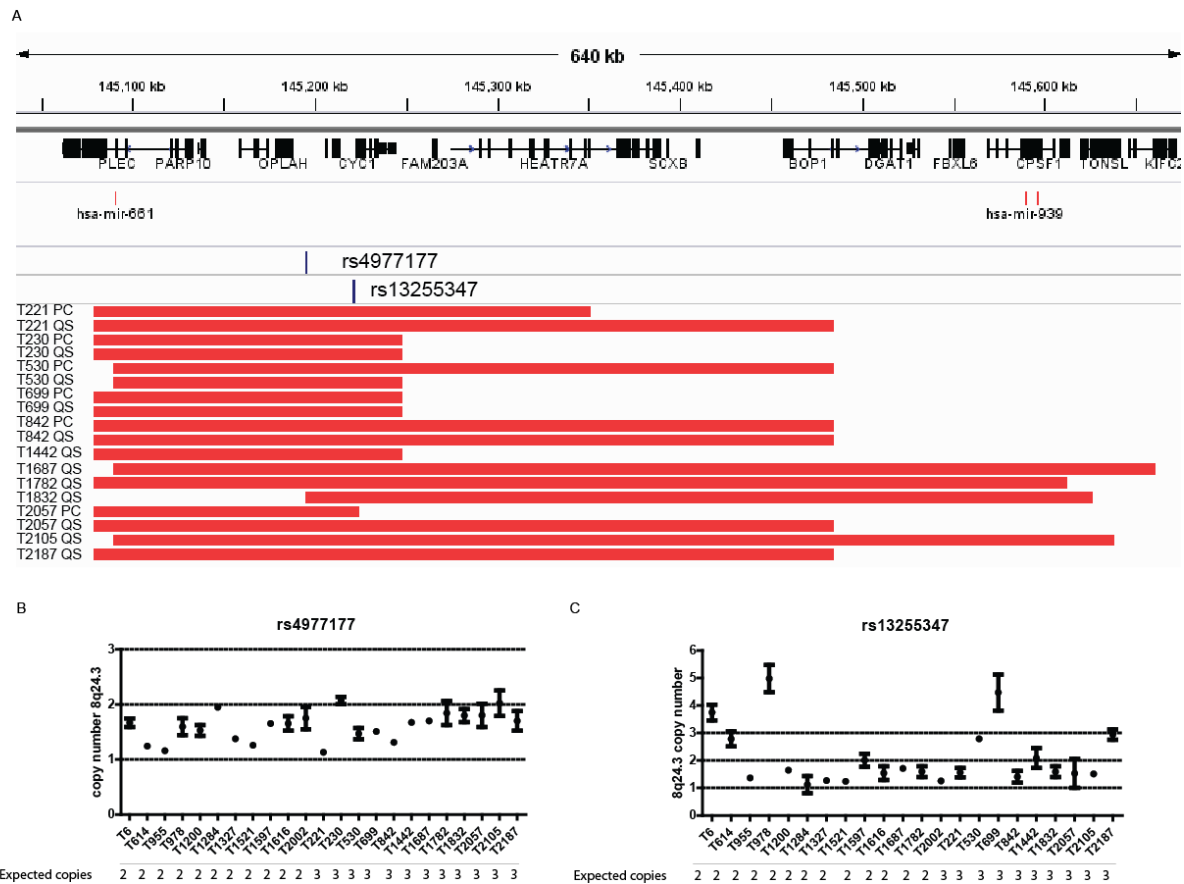 A
640 kb
145,100 kb 145,200 kb 145,300 kb 145,400 kb 145,500 kb 145,600 kb
PLEC PARP10 OPLAH CYC1 FAM203A HEATR7A SCXB BOP1 DGAT1 FBXL6 CPSF1 TONSL KIFC2
hsa-mir-661 hsa-mir-939
rs4977177
rs13255347
T221 PC
T221 QS
T230 PC
T230 QS
T530 PC
T530 QS
T699 PC
T699 QS
T842 PC
T842 QS
T1442 QS
T1687 QS
T1782 QS
T1832 QS
T2057 PC
T2057 QS
T2105 QS
T2187 QS
B
rs4977177
copy number 8q24.3
3
2
1
0
T6 T614 T955 T978 T1200 T1284 T1327 T1521 T1597 T1616 T2002 T221 T230 T530 T699 T842 T1442 T1687 T1782 T1832 T2057 T2105 T2187
Expected copies 2 2 2 2 2 2 2 2 2 2 2 3 3 3 3 3 3 3 3 3 3 3 3
C
rs13255347
8q24.3 copy number
6
5
4
3
2
1
0
T6 T614 T955 T978 T1200 T1284 T1327 T1521 T1597 T1616 T1687 T1782 T2002 T221 T530 T699 T842 T1442 T1832 T2057 T2105 T2187
Expected copies 2 2 2 2 2 2 2 2 2 2 2 2 3 3 3 3 3 3 3 3 3 3